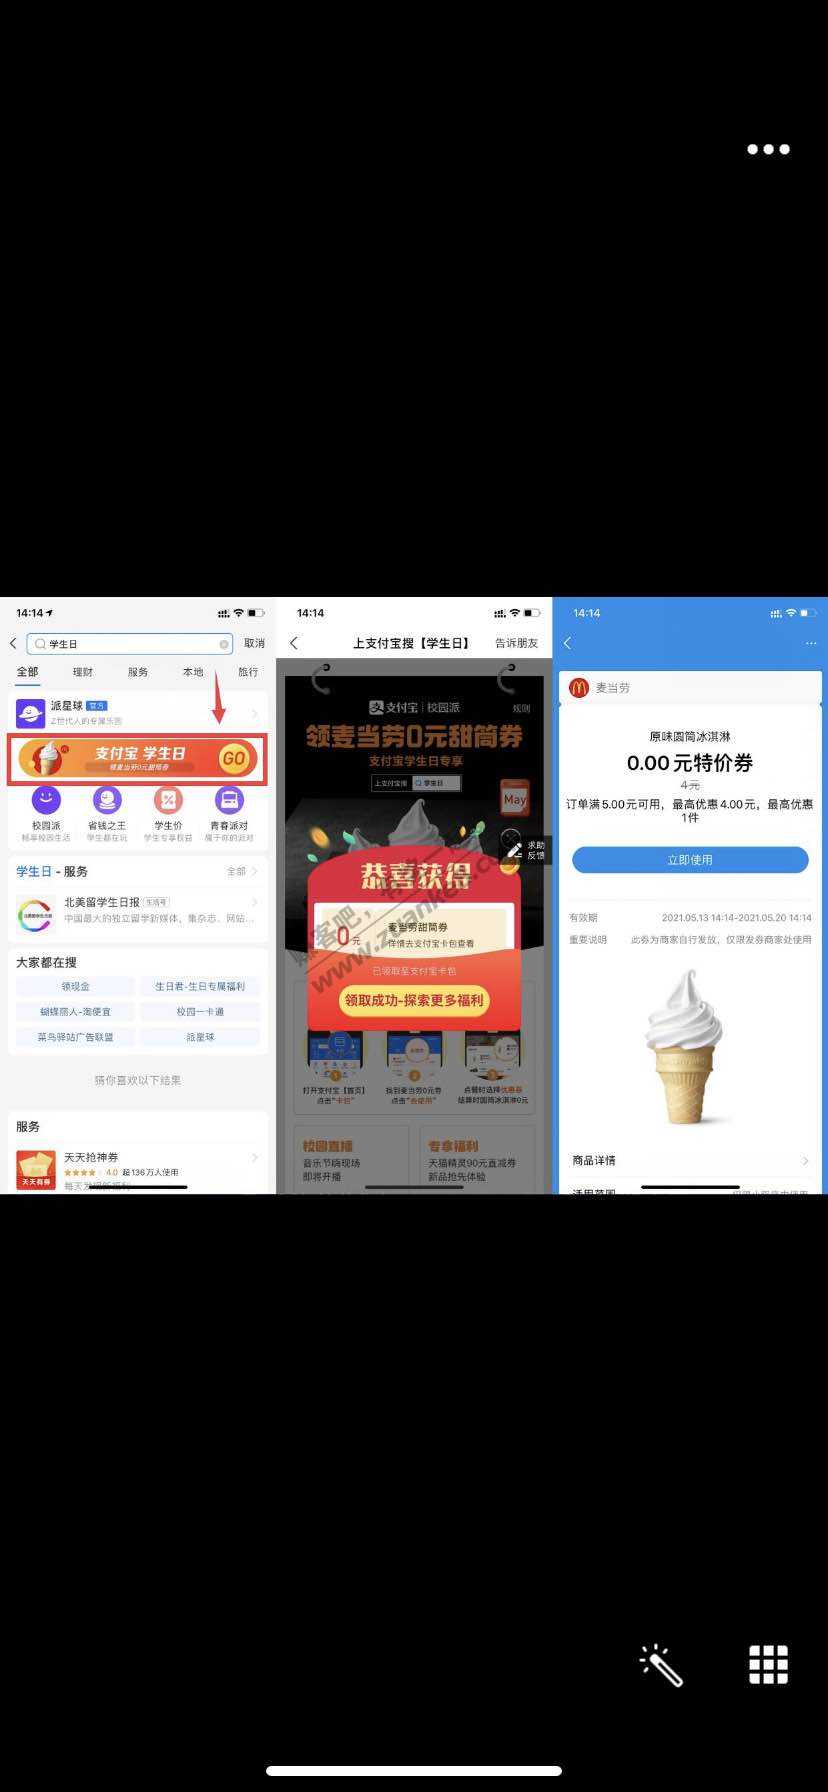 14:14
学生日
取消
全部
理财
服务
本地
旅行
派星球 官方
Z世代人的专属乐园
支付宝 学生日
领麦当劳0元甜筒券
GO
校园派
省钱之王
学生价
青春派对
畅享校园生活
学生都在玩
学生专享权益
属于你的派对
学生日 - 服务
全部
北美留学生日报 生活号
中国最大的独立留学新媒体，集杂志、网站...
大家都在搜
领现金
生日君-生日专属福利
蝴蝶丽人-淘便宜
校园一卡通
菜鸟驿站广告联盟
派星球
猜你喜欢以下结果
服务
天天抢神券
4.0 超136万人使用
天天有券
14:14
上支付宝搜【学生日】
告诉朋友
支付宝 | 校园派
规则
领麦当劳0元甜筒券
支付宝学生日专享
上支付宝搜
学生日
May
求助
反馈
恭喜获得
0元
麦当劳甜筒券
详情去支付宝卡包查看
已领取至支付宝卡包
领取成功-探索更多福利
赚客吧，有奖一起赚
www.zuanke8.com
1
2
3
打开支付宝【首页】
点击“卡包”
找到麦当劳0元券
点击“去使用”
点餐时选择优惠券
结算时圆筒冰淇淋0元
校园直播
音乐节嗨现场
即将开播
专享福利
天猫精灵90元直减券
新品抢先体验
14:14
麦当劳
原味圆筒冰淇淋
0.00元特价券
4元
订单满5.00元可用，最高优惠4.00元，最高优惠
1件
立即使用
有效期
2021.05.13 14:14-2021.05.20 14:14
重要说明
此券为商家自行发放，仅限发券商家处使用
商品详情